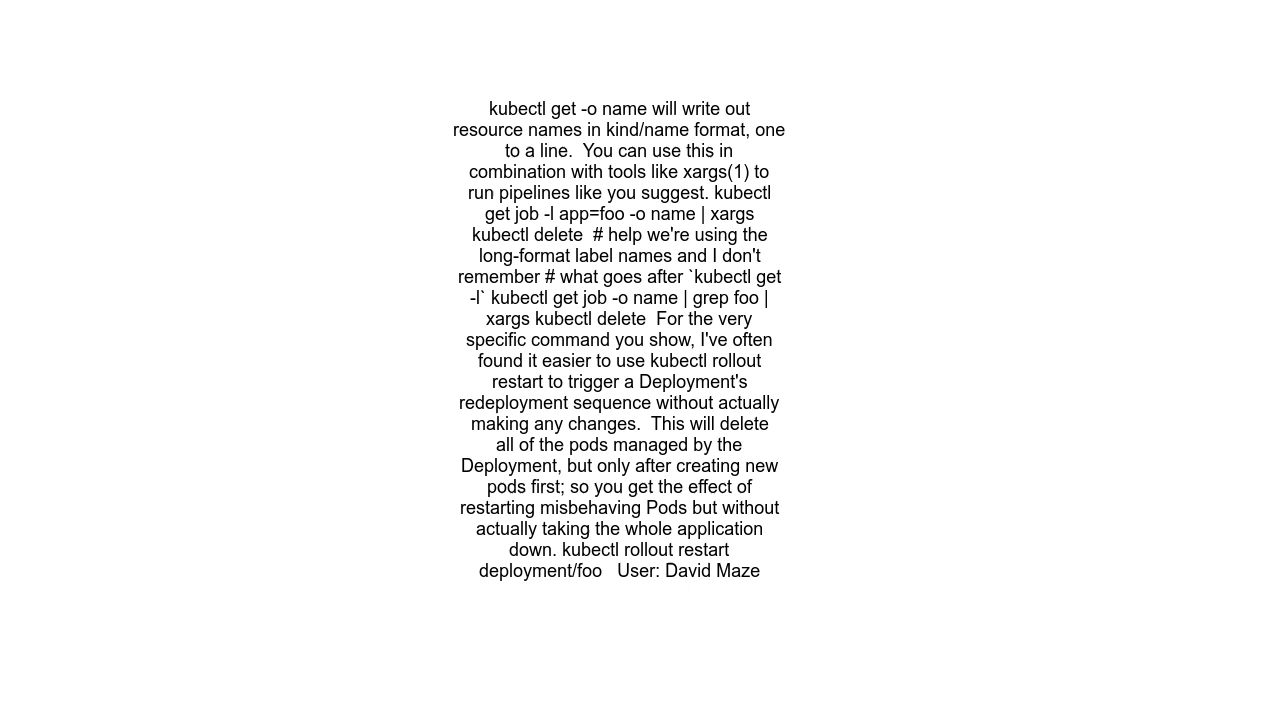 kubectl get -o name will write out
resource names in kind/name format, one
to a line.  You can use this in
combination with tools like xargs(1) to
run pipelines like you suggest. kubectl
get job -l app=foo -o name | xargs
kubectl delete  # help we're using the
long-format label names and I don't
remember # what goes after `kubectl get
-l` kubectl get job -o name | grep foo |
xargs kubectl delete  For the very
specific command you show, I've often
found it easier to use kubectl rollout
restart to trigger a Deployment's
redeployment sequence without actually
making any changes.  This will delete
all of the pods managed by the
Deployment, but only after creating new
pods first; so you get the effect of
restarting misbehaving Pods but without
actually taking the whole application
down. kubectl rollout restart
deployment/foo   User: David Maze